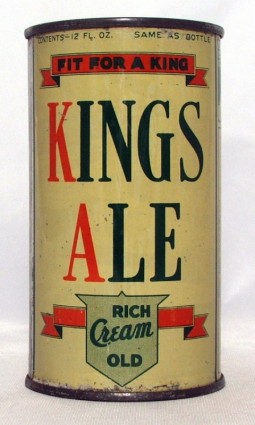 CONTENTS-12 FL. OZ. SAME AS BOTTLE
FIT FOR A KING
KINGS
ALE
RICH
Cream
OLD